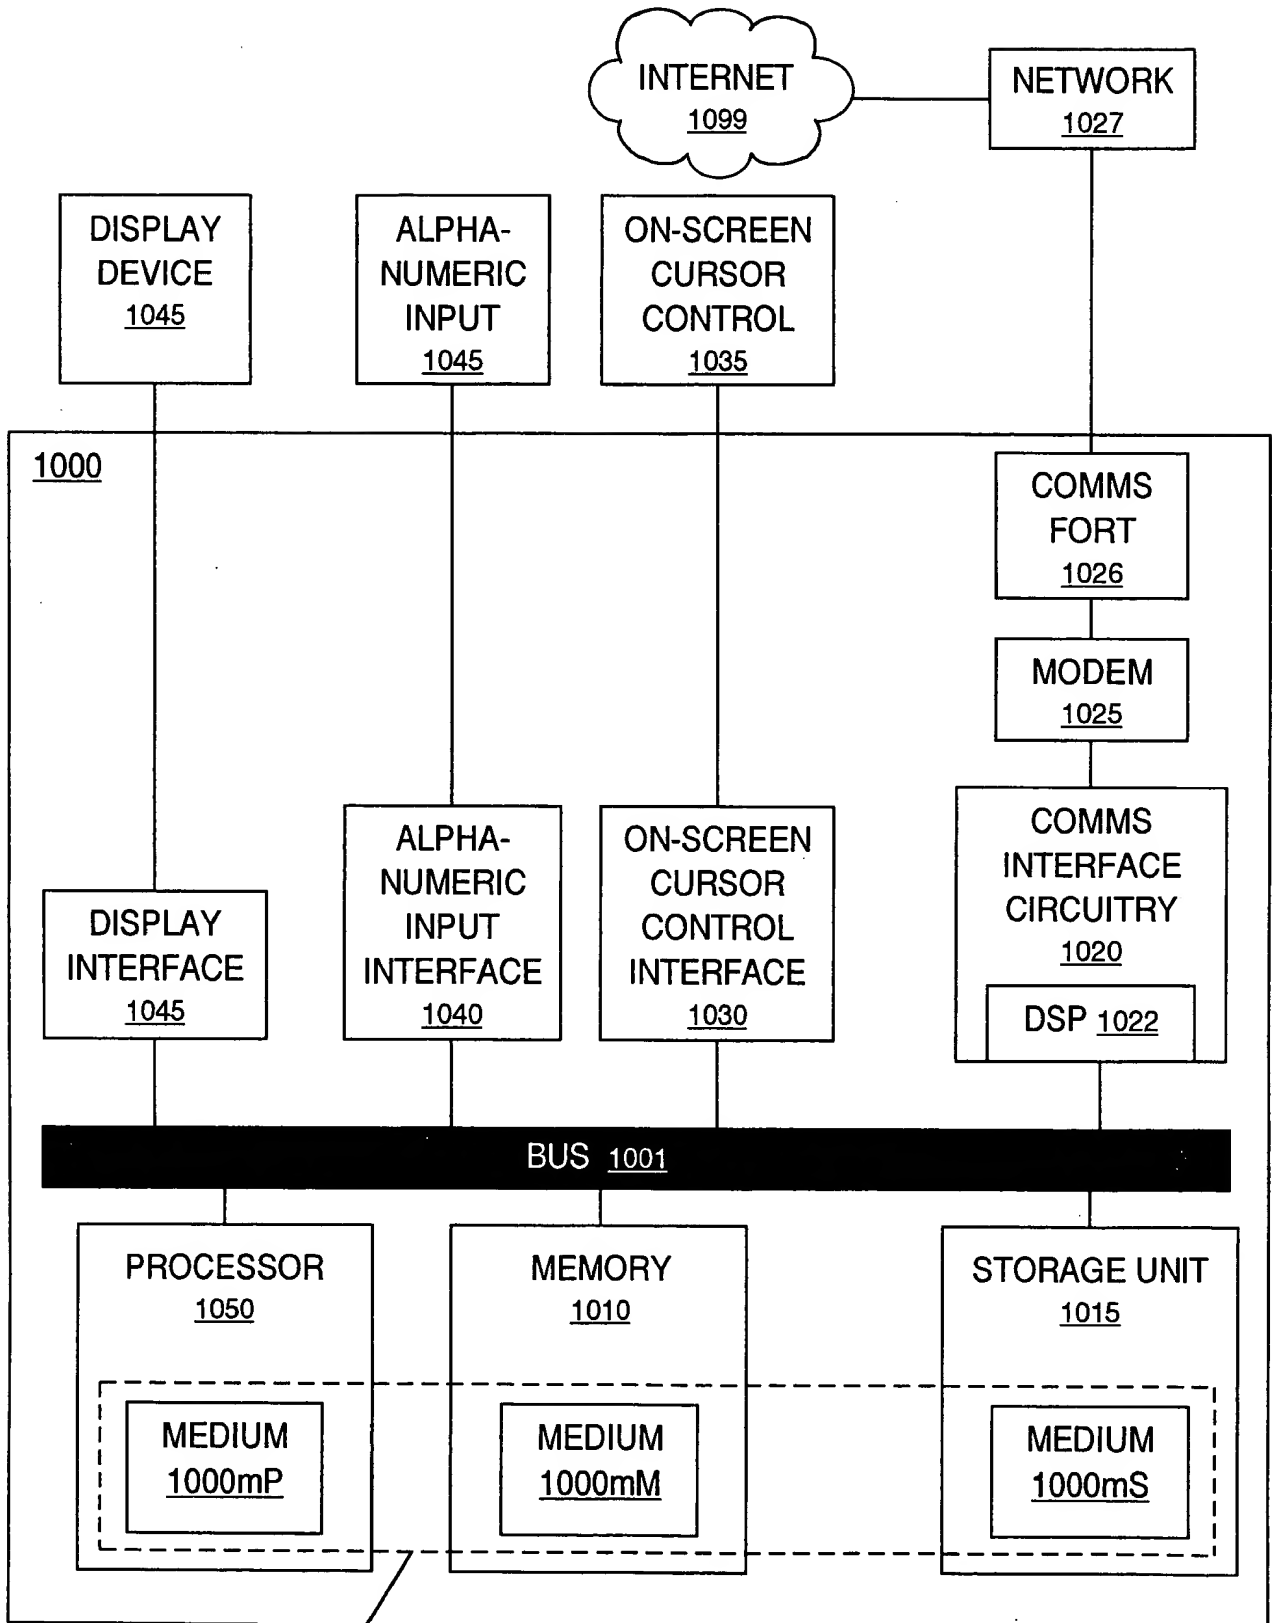 INTERNET
1099
NETWORK
1027
DISPLAY
DEVICE
1045
ALPHA-
NUMERIC
INPUT
1045
ON-SCREEN
CURSOR
CONTROL
1035
1000
COMMS
FORT
1026
MODEM
1025
COMMS
INTERFACE
CIRCUITRY
1020
DSP 1022
DISPLAY
INTERFACE
1045
ALPHA-
NUMERIC
INPUT
INTERFACE
1040
ON-SCREEN
CURSOR
CONTROL
INTERFACE
1030
BUS 1001
PROCESSOR
1050
MEMORY
1010
STORAGE UNIT
1015
MEDIUM
1000mP
MEDIUM
1000mM
MEDIUM
1000mS